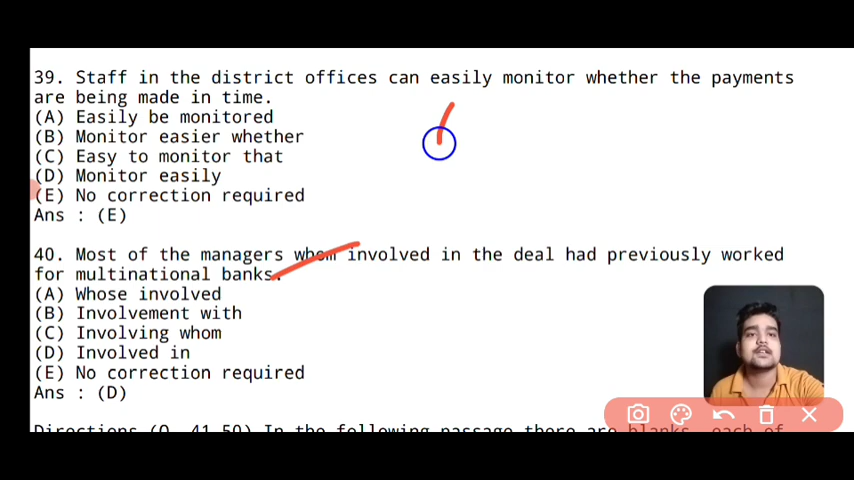 39. Staff in the district offices can easily monitor whether the payments
are being made in time.
(A) Easily be monitored
(B) Monitor easier whether
(C) Easy to monitor that
(D) Monitor easily
(E) No correction required
Ans : (E)
40. Most of the managers whom involved in the deal had previously worked
for multinational banks.
(A) Whose involved
(B) Involvement with
(C) Involving whom
(D) Involved in
(E) No correction required
Ans : (D)
Directions (Q. 41-50) In the following passage there are blanks, each of